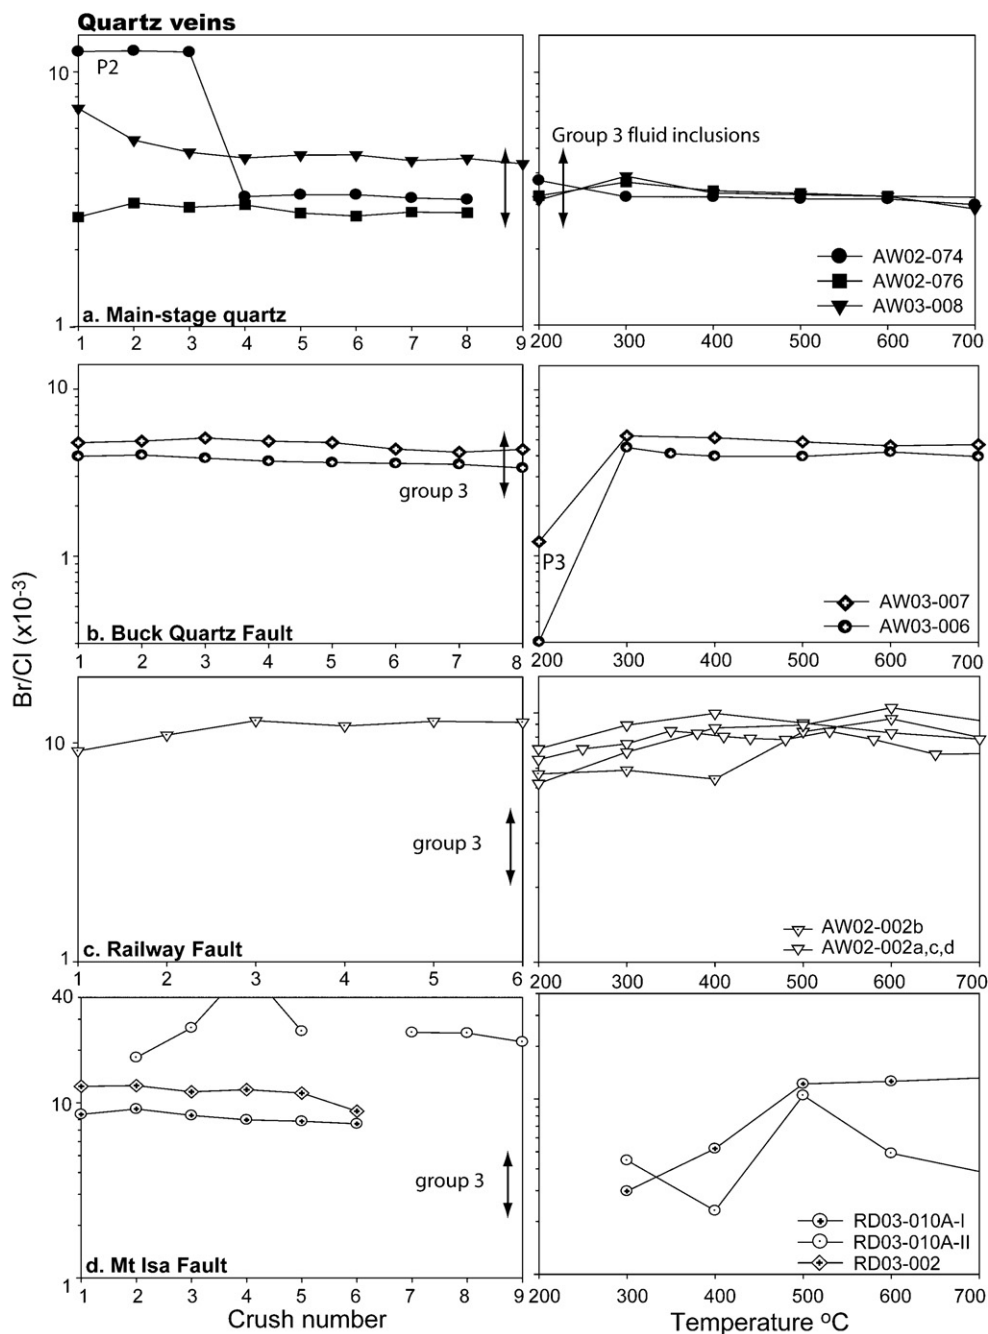 Quartz veins
10
P2
Group 3 fluid inclusions
AW02-074
AW02-076
AW03-008
a. Main-stage quartz
1
1 2 3 4 5 6 7 8 9
200 300 400 500 600 700
10
group 3
1
P3
AW03-007
AW03-006
b. Buck Quartz Fault
1 2 3 4 5 6 7 8
200 300 400 500 600 700
Br/Cl (x10-3)
10
group 3
AW02-002b
AW02-002a,c,d
c. Railway Fault
1
1 2 3 4 5 6
200 300 400 500 600 700
40
10
group 3
RD03-010A-I
RD03-010A-II
RD03-002
d. Mt Isa Fault
1
1 2 3 4 5 6 7 8 9
200 300 400 500 600 700
Crush number
Temperature ºC